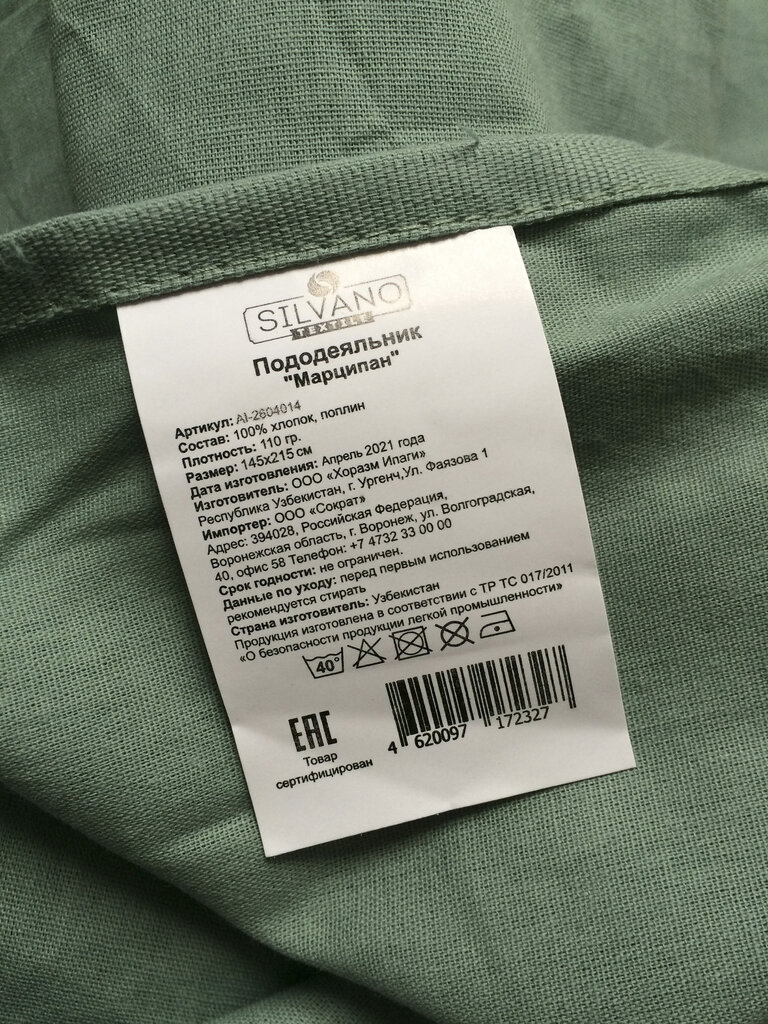 SILVANO
TEXTILE
Пододеяльник
"Марципан"
Артикул: AI-2604014
Состав: 100% хлопок, поплин
Плотность: 110 гр.
Размер: 145х215 см
Дата изготовления: Апрель 2021 года
Изготовитель: ООО «Хоразм Ипаги»
Республика Узбекистан, г. Ургенч,Ул. Фаязова 1
Импортер: ООО «Сократ»
Адрес: 394028, Российская Федерация,
Воронежская область, г. Воронеж, ул. Волгоградская,
40, офис 58 Телефон: +7 4732 33 00 00
Срок годности: не ограничен.
Данные по уходу: перед первым использованием
рекомендуется стирать
Страна изготовитель: Узбекистан
Продукция изготовлена в соответствии с ТР ТС 017/2011
«О безопасности продукции легкой промышленности»
40°
EAC
Товар
сертифицирован
4 620097 172327